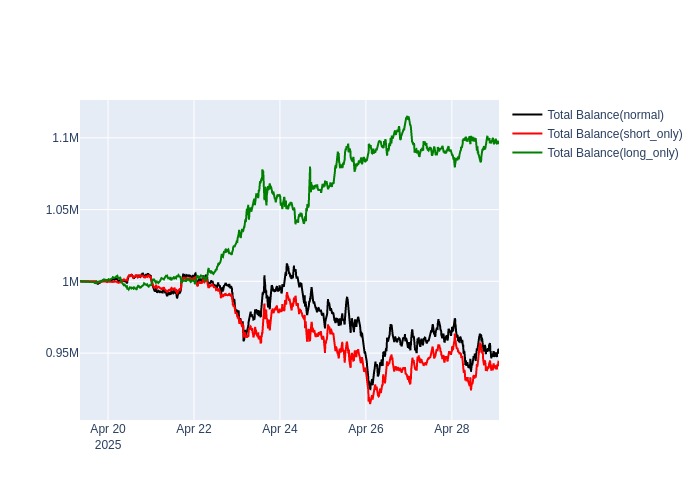 Total Balance(normal)
Total Balance(short_only)
Total Balance(long_only)
1.1M
1.05M
1M
0.95M
Apr 20
2025
Apr 22
Apr 24
Apr 26
Apr 28